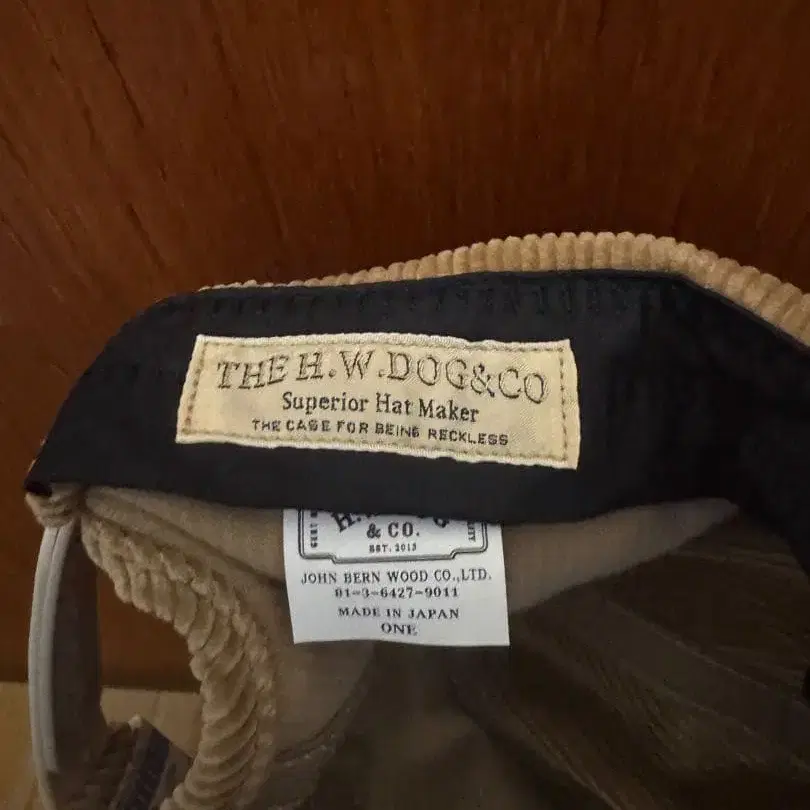 THE H.W.DOG&CO
Superior Hat Maker
THE CASE FOR BEING RECKLESS
& CO.
EST. 2013
JOHN BERN WOOD CO.,LTD.
81-3-6427-9011
MADE IN JAPAN
ONE